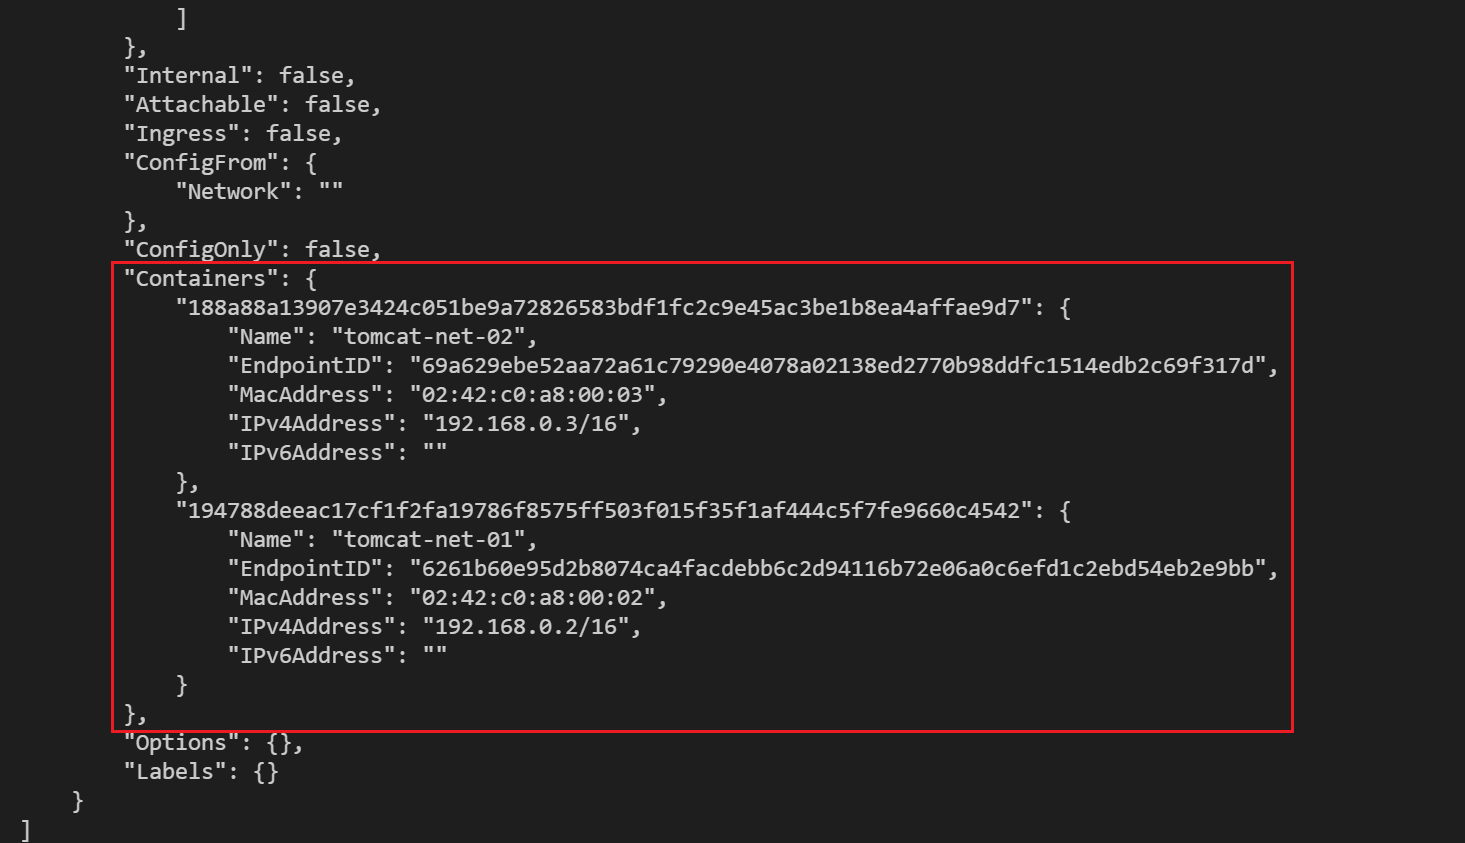 ]
},
"Internal": false,
"Attachable": false,
"Ingress": false,
"ConfigFrom": {
"Network": ""
},
"ConfigOnly": false,
"Containers": {
"188a88a13907e3424c051be9a72826583bdf1fc2c9e45ac3be1b8ea4affae9d7": {
"Name": "tomcat-net-02",
"EndpointID": "69a629ebe52aa72a61c79290e4078a02138ed2770b98ddfc1514edb2c69f317d",
"MacAddress": "02:42:c0:a8:00:03",
"IPv4Address": "192.168.0.3/16",
"IPv6Address": ""
},
"194788deeac17cf1f2fa19786f8575ff503f015f35f1af444c5f7fe9660c4542": {
"Name": "tomcat-net-01",
"EndpointID": "6261b60e95d2b8074ca4facdebb6c2d94116b72e06a0c6efd1c2ebd54eb2e9bb",
"MacAddress": "02:42:c0:a8:00:02",
"IPv4Address": "192.168.0.2/16",
"IPv6Address": ""
}
},
"Options": {},
"Labels": {}
}
]